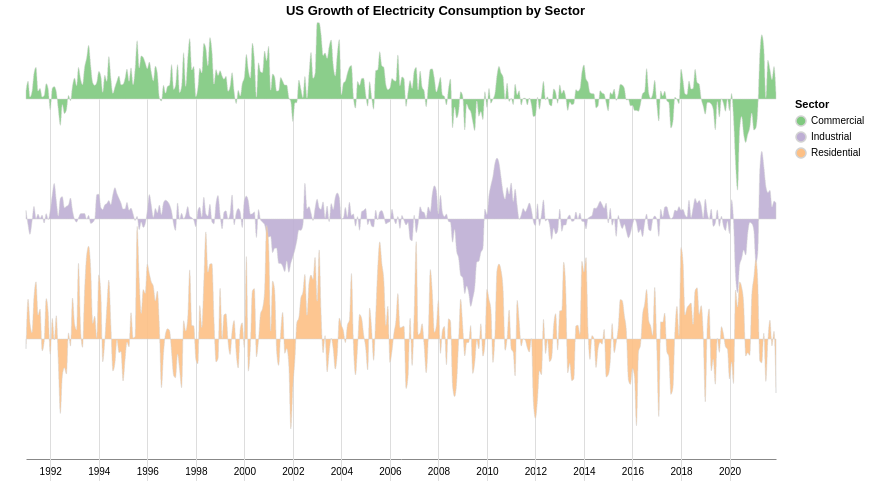 US Growth of Electricity Consumption by Sector
Sector
Commercial
Industrial
Residential
1992 1994 1996 1998 2000 2002 2004 2006 2008 2010 2012 2014 2016 2018 2020